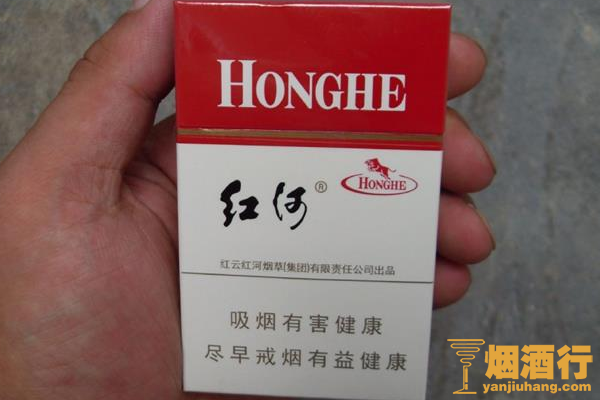 HONGHE
红河®
HONGHE
红云红河烟草(集团)有限责任公司出品
吸烟有害健康
尽早戒烟有益健康
烟酒行
yanjiuhang.com